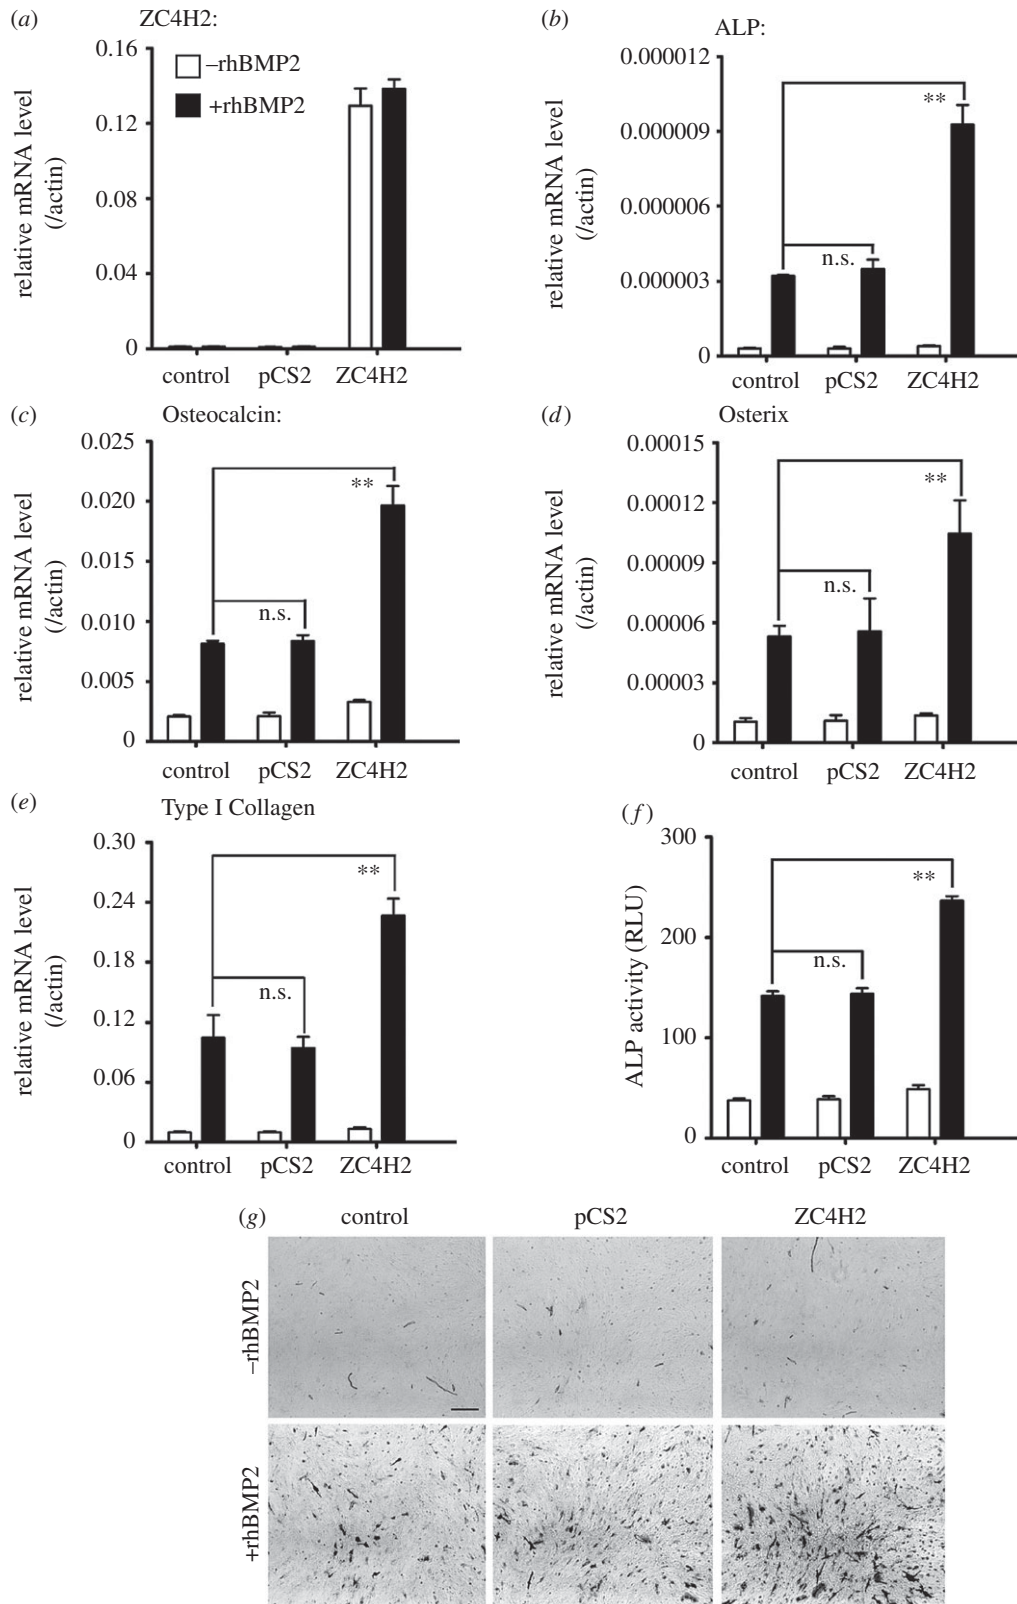 (a) ZC4H2:
relative mRNA level
(/actin)
0.16
0.12
0.08
0.04
0
–rhBMP2
+rhBMP2
control pCS2 ZC4H2
(b) ALP:
relative mRNA level
(/actin)
0.000012
0.000009
0.000006
0.000003
0
**
n.s.
control pCS2 ZC4H2
(c) Osteocalcin:
relative mRNA level
(/actin)
0.025
0.020
0.015
0.010
0.005
0
**
n.s.
control pCS2 ZC4H2
(d) Osterix
relative mRNA level
(/actin)
0.00015
0.00012
0.00009
0.00006
0.00003
0
**
n.s.
control pCS2 ZC4H2
(e) Type I Collagen
relative mRNA level
(/actin)
0.30
0.24
0.18
0.12
0.06
0
**
n.s.
control pCS2 ZC4H2
(f)
ALP activity (RLU)
300
200
100
0
**
n.s.
control pCS2 ZC4H2
(g) control pCS2 ZC4H2
–rhBMP2
+rhBMP2